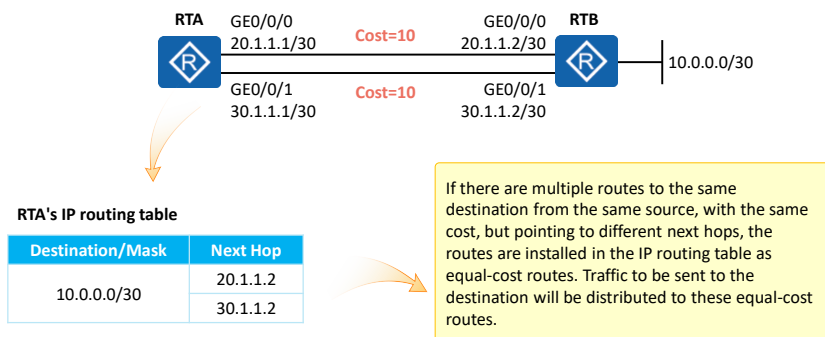 RTA
GE0/0/0
20.1.1.1/30
Cost=10
GE0/0/0
20.1.1.2/30
RTB
R
R
10.0.0.0/30
GE0/0/1
30.1.1.1/30
Cost=10
GE0/0/1
30.1.1.2/30
RTA's IP routing table
Destination/Mask Next Hop
10.0.0.0/30
20.1.1.2
30.1.1.2
If there are multiple routes to the same
destination from the same source, with the same
cost, but pointing to different next hops, the
routes are installed in the IP routing table as
equal-cost routes. Traffic to be sent to the
destination will be distributed to these equal-cost
routes.